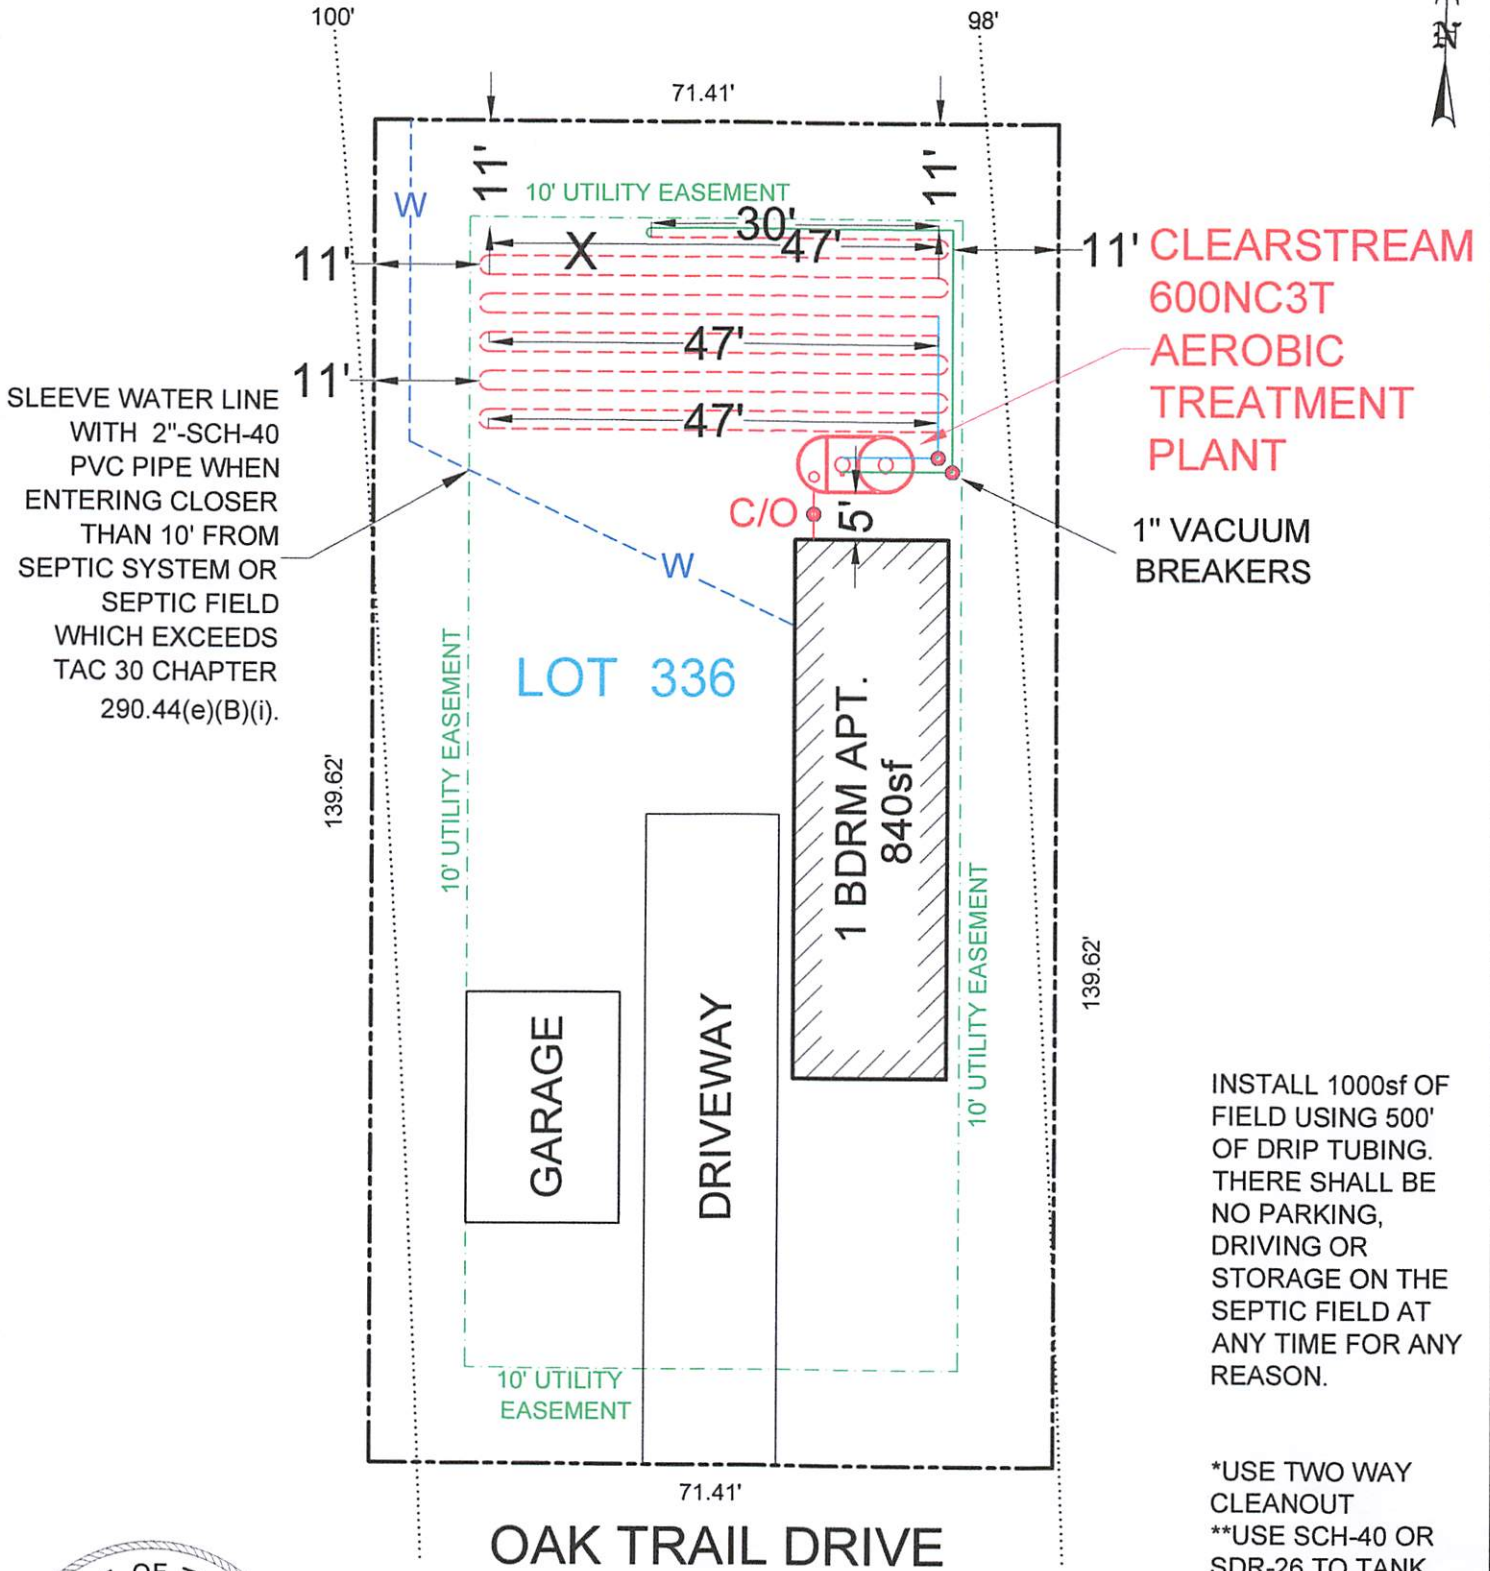 100'
98'
N
71.41'
11'
11'
10' UTILITY EASEMENT
W
30'
X
47'
11'
11'
CLEARSTREAM
600NC3T
AEROBIC
TREATMENT
PLANT
47'
11'
47'
SLEEVE WATER LINE
WITH 2"-SCH-40
PVC PIPE WHEN
ENTERING CLOSER
THAN 10' FROM
SEPTIC SYSTEM OR
SEPTIC FIELD
WHICH EXCEEDS
TAC 30 CHAPTER
290.44(e)(B)(i).
C/O
5'
1" VACUUM
BREAKERS
W
LOT 336
10' UTILITY EASEMENT
1 BDRM APT.
840sf
139.62'
139.62'
10' UTILITY EASEMENT
GARAGE
DRIVEWAY
INSTALL 1000sf OF
FIELD USING 500'
OF DRIP TUBING.
THERE SHALL BE
NO PARKING,
DRIVING OR
STORAGE ON THE
SEPTIC FIELD AT
ANY TIME FOR ANY
REASON.
10' UTILITY
EASEMENT
71.41'
OAK TRAIL DRIVE
*USE TWO WAY
CLEANOUT
**USE SCH-40 OR
SDR-26 TO TANK
OF